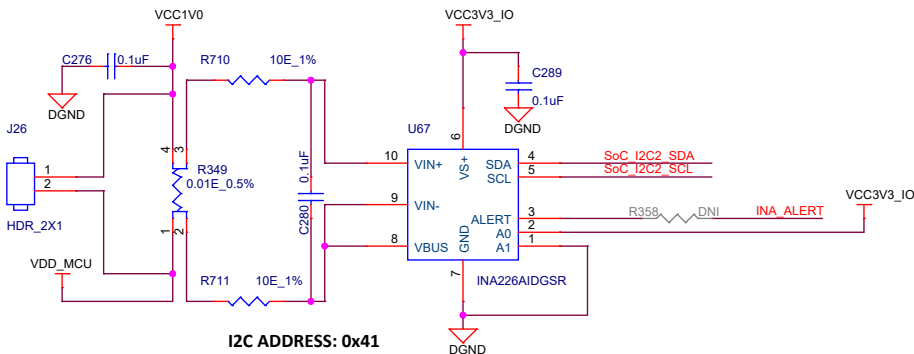 VCC1V0
VCC3V3_IO
C276
0.1uF
R710
10E_1%
C289
DGND
0.1uF
DGND
J26
U67
6
4
3
R349
0.01E_0.5%
0.1uF
C280
10
VIN+
VS+
SDA
4
SoC_I2C2_SDA
1
SCL
5
SoC_I2C2_SCL
2
VCC3V3_IO
9
VIN-
ALERT
3
R358
DNI
INA_ALERT
HDR_2X1
A0
2
1
2
8
VBUS
GND
A1
1
VDD_MCU
R711
10E_1%
7
INA226AIDGSR
I2C ADDRESS: 0x41
DGND